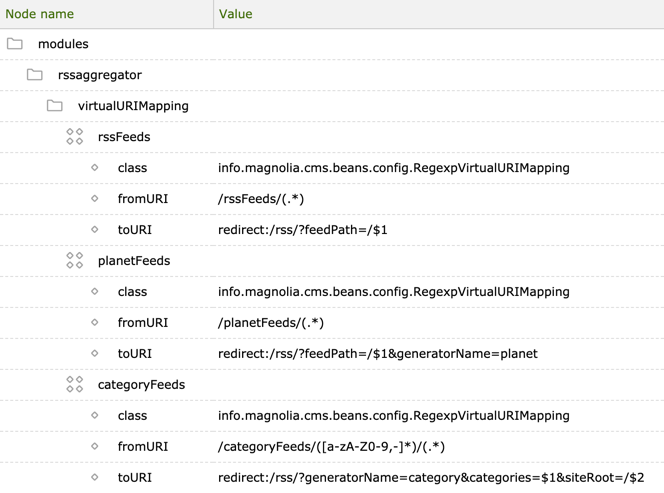 Node name Value
modules
rssaggregator
virtualURIMapping
rssFeeds
class info.magnolia.cms.beans.config.RegexpVirtualURIMapping
fromURI /rssFeeds/(.*)
toURI redirect:/rss/?feedPath=/$1
planetFeeds
class info.magnolia.cms.beans.config.RegexpVirtualURIMapping
fromURI /planetFeeds/(.*)
toURI redirect:/rss/?feedPath=/$1&generatorName=planet
categoryFeeds
class info.magnolia.cms.beans.config.RegexpVirtualURIMapping
fromURI /categoryFeeds/([a-zA-Z0-9,-]*)/(.*)
toURI redirect:/rss/?generatorName=category&categories=$1&siteRoot=/$2